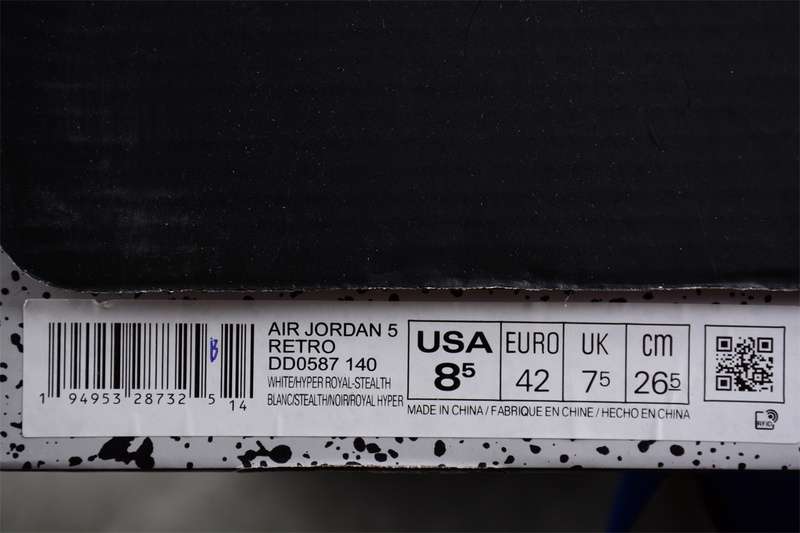 AIR JORDAN 5
RETRO
DD0587 140
WHITE/HYPER ROYAL-STEALTH
BLANC/STEALTH/NOIR/ROYAL HYPER
1 94953 28732 5 14
B
USA EURO UK cm
8⁵ 42 7⁵ 26⁵
MADE IN CHINA / FABRIQUE EN CHINE / HECHO EN CHINA
RFID